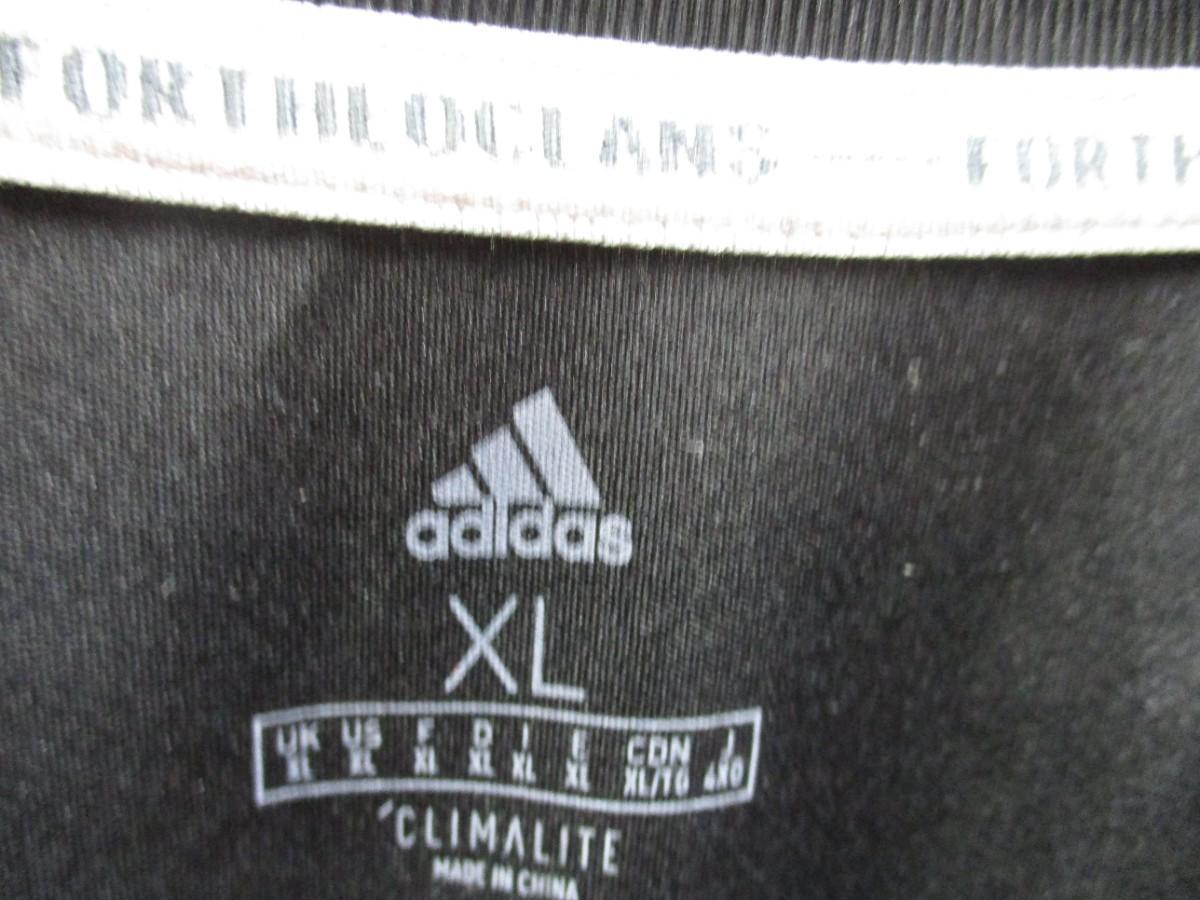 FOR THE OCEANS FORTH
adidas
XL
UK US F D I E CDN J
XL XL XL XL XL XL XL/TG 4XO
CLIMALITE
MADE IN CHINA